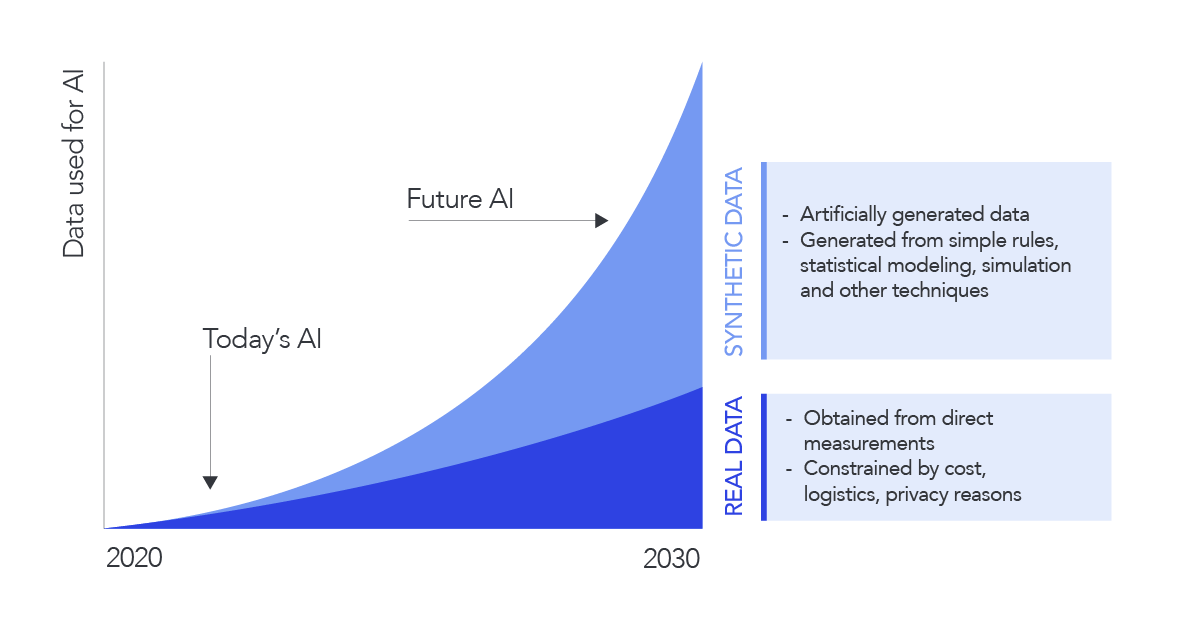 Data used for AI
Future AI
Today's AI
2020
2030
SYNTHETIC DATA
- Artificially generated data
- Generated from simple rules,
statistical modeling, simulation
and other techniques
REAL DATA
- Obtained from direct
measurements
- Constrained by cost,
logistics, privacy reasons